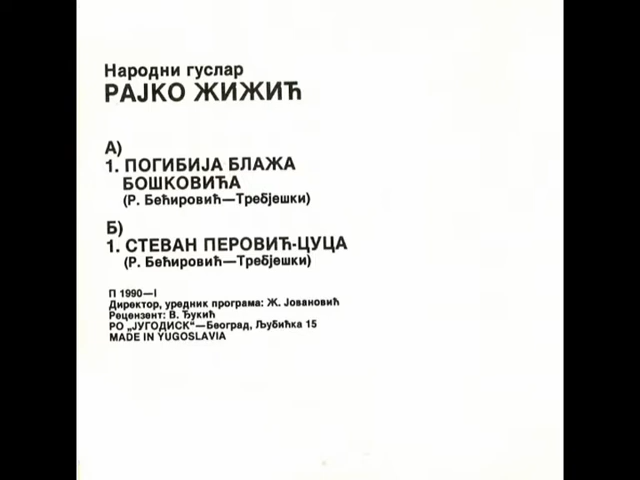 Народни гуслар
РАЈКО ЖИЖИЋ
А)
1. ПОГИБИЈА БЛАЖА
БОШКОВИЋА
(Р. Бећировић—Требјешки)
Б)
1. СТЕВАН ПЕРОВИЋ-ЦУЦА
(Р. Бећировић—Требјешки)
П 1990—I
Директор, уредник програма: Ж. Јовановић
Рецензент: В. Ђукић
РО „ЈУГОДИСК“—Београд, Љубићка 15
MADE IN YUGOSLAVIA